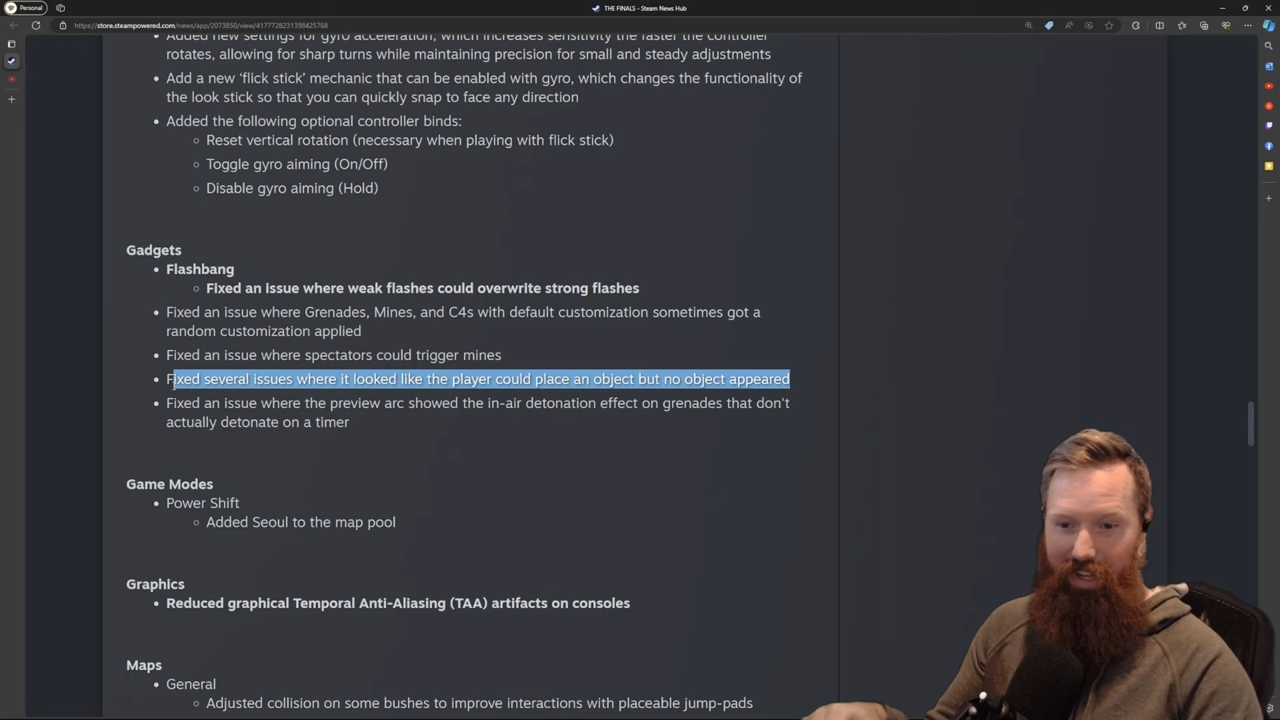 Personal
THE FINALS - Steam News Hub
https://store.steampowered.com/news/app/2073850/view/4177728231398425768
Added new settings for gyro acceleration, which increases sensitivity the faster the controller
rotates, allowing for sharp turns while maintaining precision for small and steady adjustments
Add a new ‘flick stick’ mechanic that can be enabled with gyro, which changes the functionality of
the look stick so that you can quickly snap to face any direction
Added the following optional controller binds:
Reset vertical rotation (necessary when playing with flick stick)
Toggle gyro aiming (On/Off)
Disable gyro aiming (Hold)
Gadgets
Flashbang
Fixed an issue where weak flashes could overwrite strong flashes
Fixed an issue where Grenades, Mines, and C4s with default customization sometimes got a
random customization applied
Fixed an issue where spectators could trigger mines
Fixed several issues where it looked like the player could place an object but no object appeared
Fixed an issue where the preview arc showed the in-air detonation effect on grenades that don't
actually detonate on a timer
Game Modes
Power Shift
Added Seoul to the map pool
Graphics
Reduced graphical Temporal Anti-Aliasing (TAA) artifacts on consoles
Maps
General
Adjusted collision on some bushes to improve interactions with placeable jump-pads